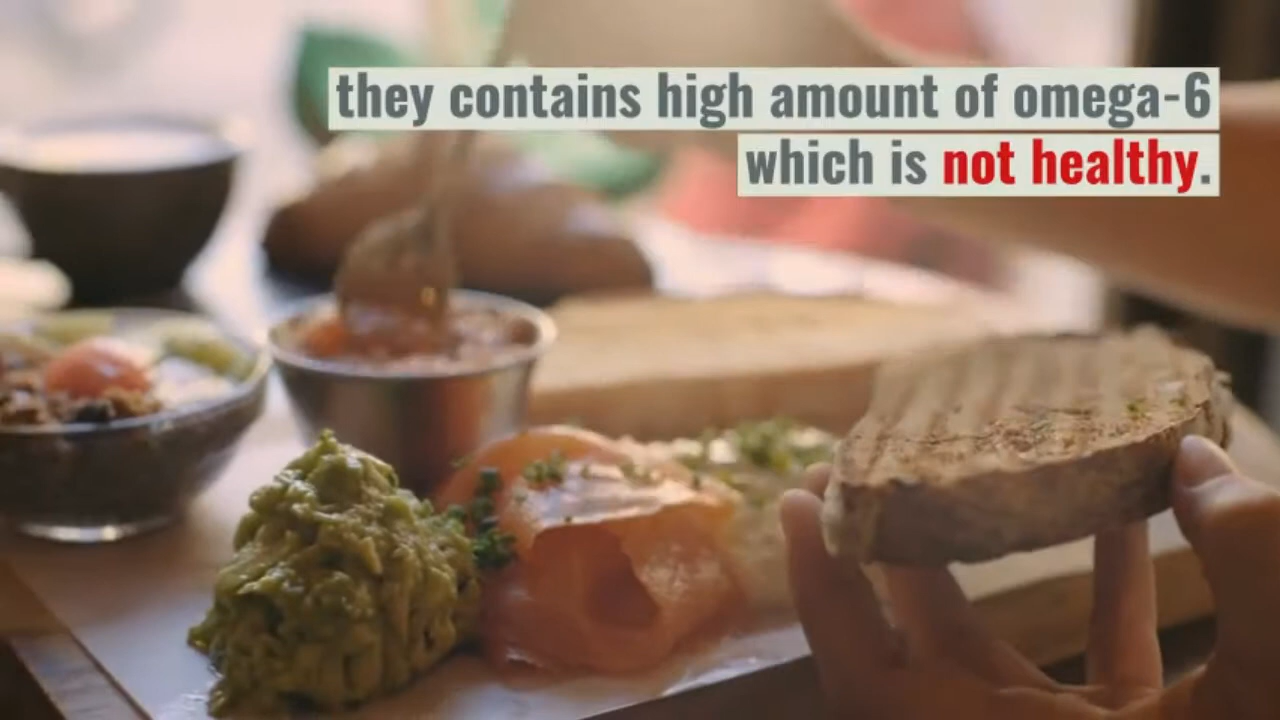 they contains high amount of omega-6
which is not healthy.